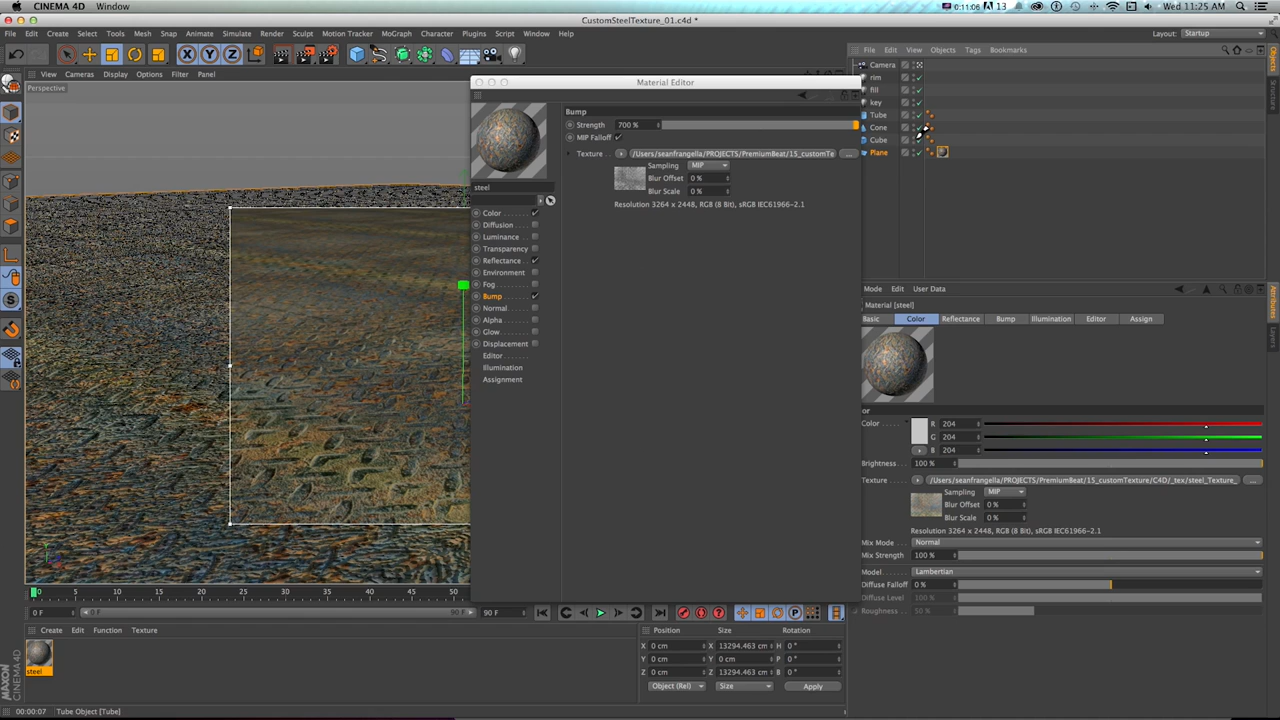 CINEMA 4D Window 0:11:06 13 Wed 11:25 AM
CustomSteelTexture_01.c4d *
File Edit Create Select Tools Mesh Snap Animate Simulate Render Sculpt Motion Tracker MoGraph Character Plugins Script Window Help Layout: Startup
X Y Z
File Edit View Objects Tags Bookmarks
View Cameras Display Options Filter Panel
Perspective
Material Editor
Camera
rim
fill
key
Tube
Cone
Cube
Plane
Bump
Strength 700 %
MIP Falloff
Texture /Users/seanfrangella/PROJECTS/PremiumBeat/15_customTe ...
Sampling MIP
Blur Offset 0 %
Blur Scale 0 %
Resolution 3264 x 2448, RGB (8 Bit), sRGB IEC61966-2.1
steel
Color
Diffusion
Luminance
Transparency
Reflectance
Environment
Fog
Bump
Normal
Alpha
Glow
Displacement
Editor
Illumination
Assignment
Mode Edit User Data
Material [steel]
Basic Color Reflectance Bump Illumination Editor Assign
or
Color R 204
G 204
B 204
Brightness 100 %
Texture /Users/seanfrangella/PROJECTS/PremiumBeat/15_customTexture/C4D/_tex/steel_Texture_ ...
Sampling MIP
Blur Offset 0 %
Blur Scale 0 %
Resolution 3264 x 2448, RGB (8 Bit), sRGB IEC61966-2.1
Mix Mode Normal
Mix Strength 100 %
Model Lambertian
Diffuse Falloff 0 %
Diffuse Level 100 %
Roughness 50 %
Objects
Structure
Attributes
Layers
0 5 10 15 20 25 30 35 40 45 50
0 F 0 F 90 F 90 F
Create Edit Function Texture
steel
Position Size Rotation
X 0 cm X 13294.463 cm H 0 °
Y 0 cm Y 0 cm P 0 °
Z 0 cm Z 13294.463 cm B 0 °
Object (Rel) Size Apply
MAXON CINEMA 4D
00:00:07 Tube Object [Tube]